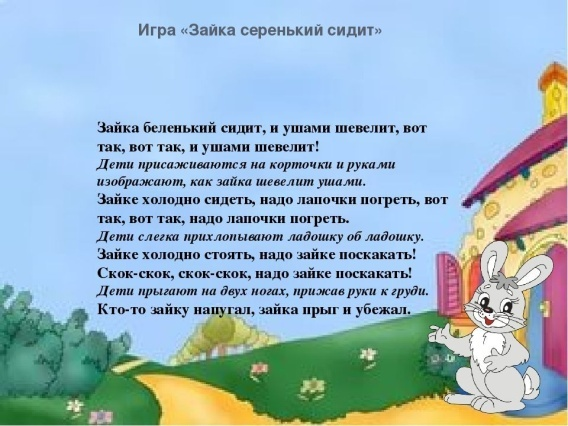 Игра «Зайка серенький сидит»
Зайка беленький сидит, и ушами шевелит, вот
так, вот так, и ушами шевелит!
Дети присаживаются на корточки и руками
изображают, как зайка шевелит ушами.
Зайке холодно сидеть, надо лапочки погреть, вот
так, вот так, надо лапочки погреть.
Дети слегка прихлопывают ладошку об ладошку.
Зайке холодно стоять, надо зайке поскакать!
Скок-скок, скок-скок, надо зайке поскакать!
Дети прыгают на двух ногах, прижав руки к груди.
Кто-то зайку напугал, зайка прыг и убежал.